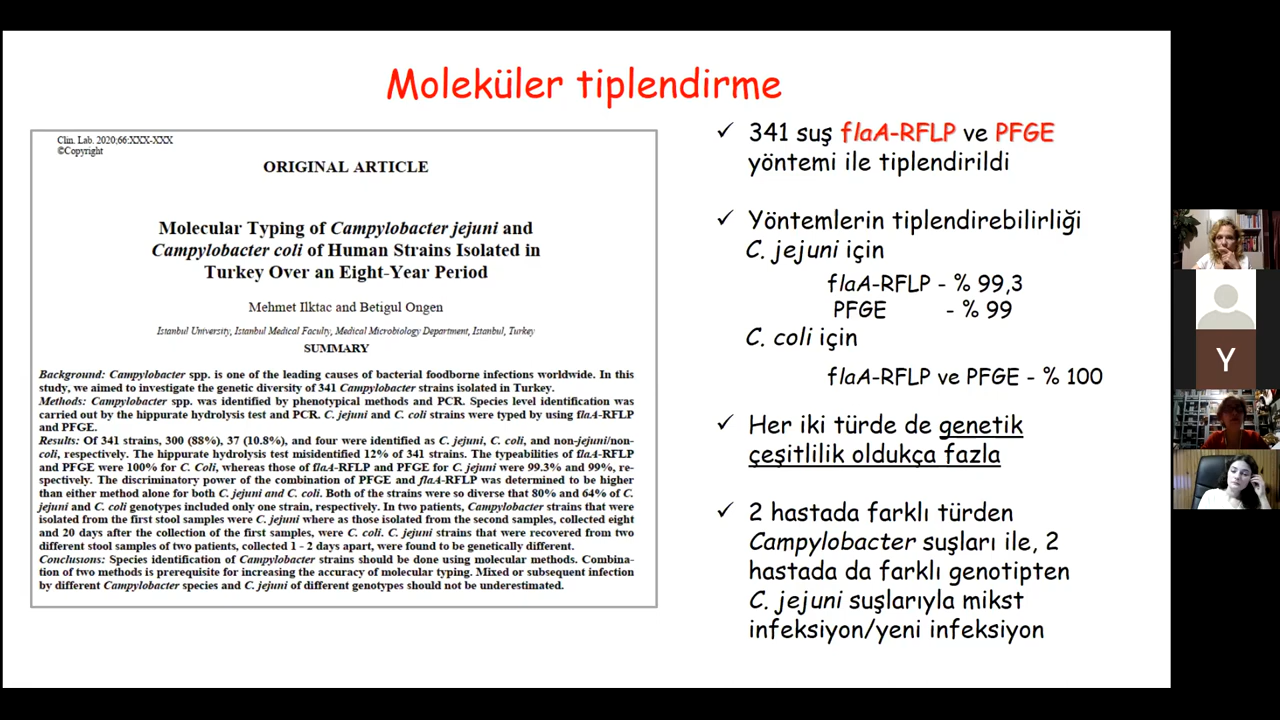 Moleküler tiplendirme
Clin. Lab. 2020;66:XXX-XXX
©Copyright
ORIGINAL ARTICLE
Molecular Typing of Campylobacter jejuni and
Campylobacter coli of Human Strains Isolated in
Turkey Over an Eight-Year Period
Mehmet Ilktac and Betigul Ongen
Istanbul University, Istanbul Medical Faculty, Medical Microbiology Department, Istanbul, Turkey
SUMMARY
Background: Campylobacter spp. is one of the leading causes of bacterial foodborne infections worldwide. In this
study, we aimed to investigate the genetic diversity of 341 Campylobacter strains isolated in Turkey.
Methods: Campylobacter spp. was identified by phenotypical methods and PCR. Species level identification was
carried out by the hippurate hydrolysis test and PCR. C. jejuni and C. coli strains were typed by using flaA-RFLP
and PFGE.
Results: Of 341 strains, 300 (88%), 37 (10.8%), and four were identified as C. jejuni, C. coli, and non-jejuni/non-
coli, respectively. The hippurate hydrolysis test misidentified 12% of 341 strains. The typeabilities of flaA-RFLP
and PFGE were 100% for C. Coli, whereas those of flaA-RFLP and PFGE for C. jejuni were 99.3% and 99%, re-
spectively. The discriminatory power of the combination of PFGE and flaA-RFLP was determined to be higher
than either method alone for both C. jejuni and C. coli. Both of the strains were so diverse that 80% and 64% of C.
jejuni and C. coli genotypes included only one strain, respectively. In two patients, Campylobacter strains that were
isolated from the first stool samples were C. jejuni where as those isolated from the second samples, collected eight
and 20 days after the collection of the first samples, were C. coli. C. jejuni strains that were recovered from two
different stool samples of two patients, collected 1 - 2 days apart, were found to be genetically different.
Conclusions: Species identification of Campylobacter strains should be done using molecular methods. Combina-
tion of two methods is prerequisite for increasing the accuracy of molecular typing. Mixed or subsequent infection
by different Campylobacter species and C. jejuni of different genotypes should not be underestimated.
✓ 341 suş flaA-RFLP ve PFGE
yöntemi ile tiplendirildi
✓ Yöntemlerin tiplendirebilirliği
C. jejuni için
flaA-RFLP - % 99,3
PFGE - % 99
C. coli için
flaA-RFLP ve PFGE - % 100
✓ Her iki türde de genetik
çeşitlilik oldukça fazla
✓ 2 hastada farklı türden
Campylobacter suşları ile, 2
hastada da farklı genotipten
C. jejuni suşlarıyla mikst
infeksiyon/yeni infeksiyon
Y